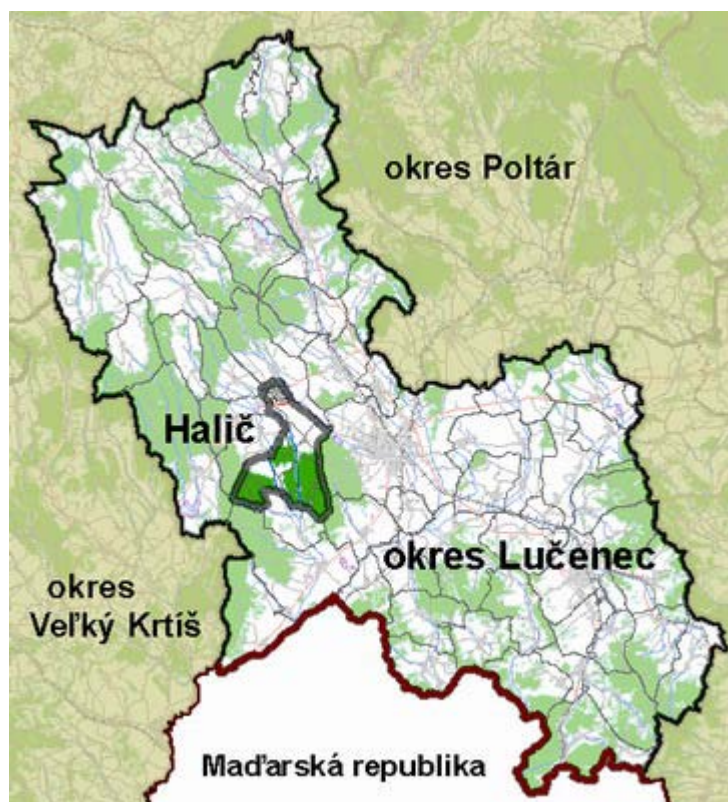 okres Poltár
Halič
okres Lučenec
okres
Veľký Krtíš
Maďarská republika